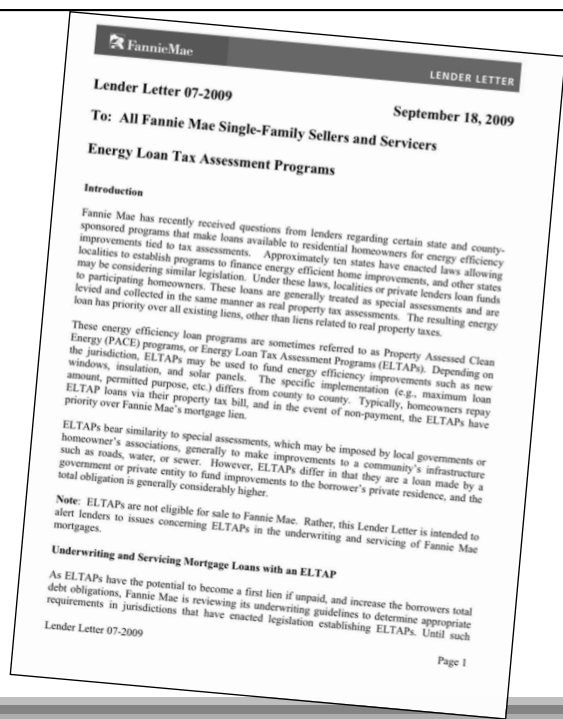 FannieMae
LENDER LETTER
Lender Letter 07-2009
September 18, 2009
To: All Fannie Mae Single-Family Sellers and Servicers
Energy Loan Tax Assessment Programs
Introduction
Fannie Mae has recently received questions from lenders regarding certain state and county-
sponsored programs that make loans available to residential homeowners for energy efficiency
improvements tied to tax assessments. Approximately ten states have enacted laws allowing
localities to establish programs to finance energy efficient home improvements, and other states
may be considering similar legislation. Under these laws, localities or private lenders loan funds
to participating homeowners. These loans are generally treated as special assessments and are
levied and collected in the same manner as real property tax assessments. The resulting energy
loan has priority over all existing liens, other than liens related to real property taxes.
These energy efficiency loan programs are sometimes referred to as Property Assessed Clean
Energy (PACE) programs, or Energy Loan Tax Assessment Programs (ELTAPs). Depending on
the jurisdiction, ELTAPs may be used to fund energy efficiency improvements such as new
windows, insulation, and solar panels. The specific implementation (e.g., maximum loan
amount, permitted purpose, etc.) differs from county to county. Typically, homeowners repay
ELTAP loans via their property tax bill, and in the event of non-payment, the ELTAPs have
priority over Fannie Mae's mortgage lien.
ELTAPs bear similarity to special assessments, which may be imposed by local governments or
homeowner's associations, generally to make improvements to a community's infrastructure
such as roads, water, or sewer. However, ELTAPs differ in that they are a loan made by a
government or private entity to fund improvements to the borrower's private residence, and the
total obligation is generally considerably higher.
Note: ELTAPs are not eligible for sale to Fannie Mae. Rather, this Lender Letter is intended to
alert lenders to issues concerning ELTAPs in the underwriting and servicing of Fannie Mae
mortgages.
Underwriting and Servicing Mortgage Loans with an ELTAP
As ELTAPs have the potential to become a first lien if unpaid, and increase the borrowers total
debt obligations, Fannie Mae is reviewing its underwriting guidelines to determine appropriate
requirements in jurisdictions that have enacted legislation establishing ELTAPs. Until such
Lender Letter 07-2009
Page 1